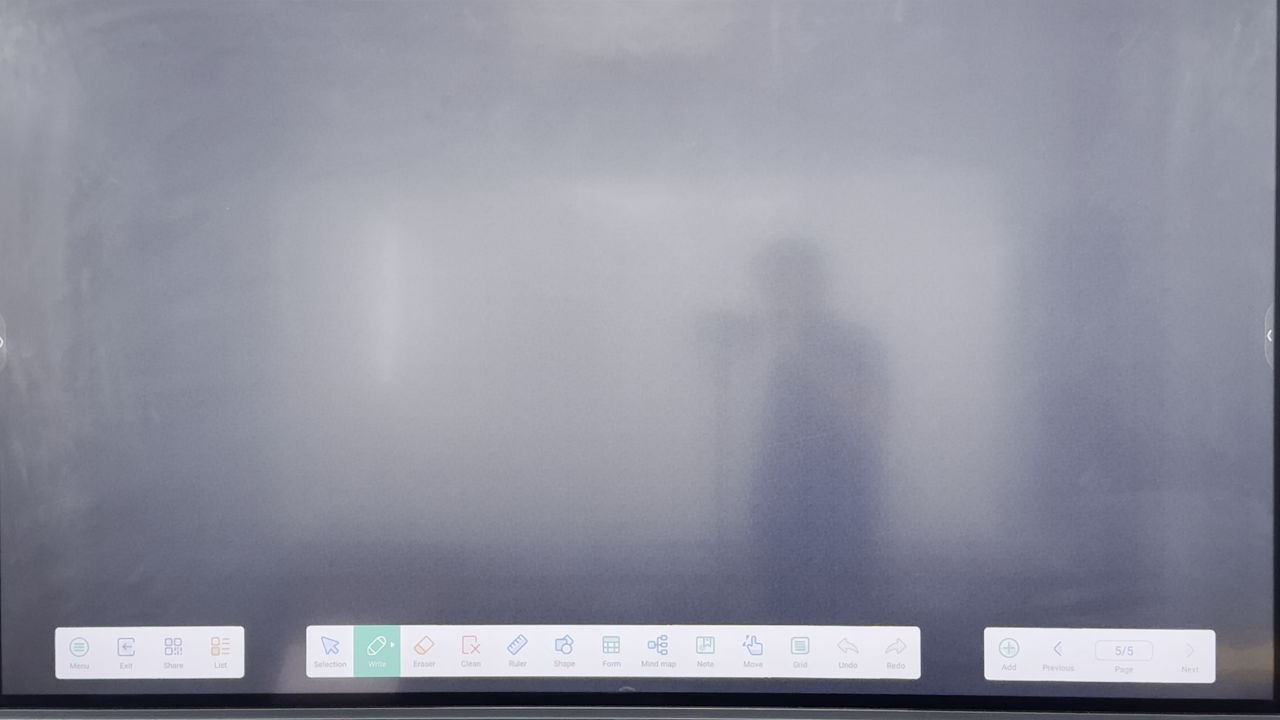 Menu Exit Share List
Selection Write Eraser Clean Ruler Shape Form Mind map Note Move Grid Undo Redo
Add Previous 5/5 Page Next